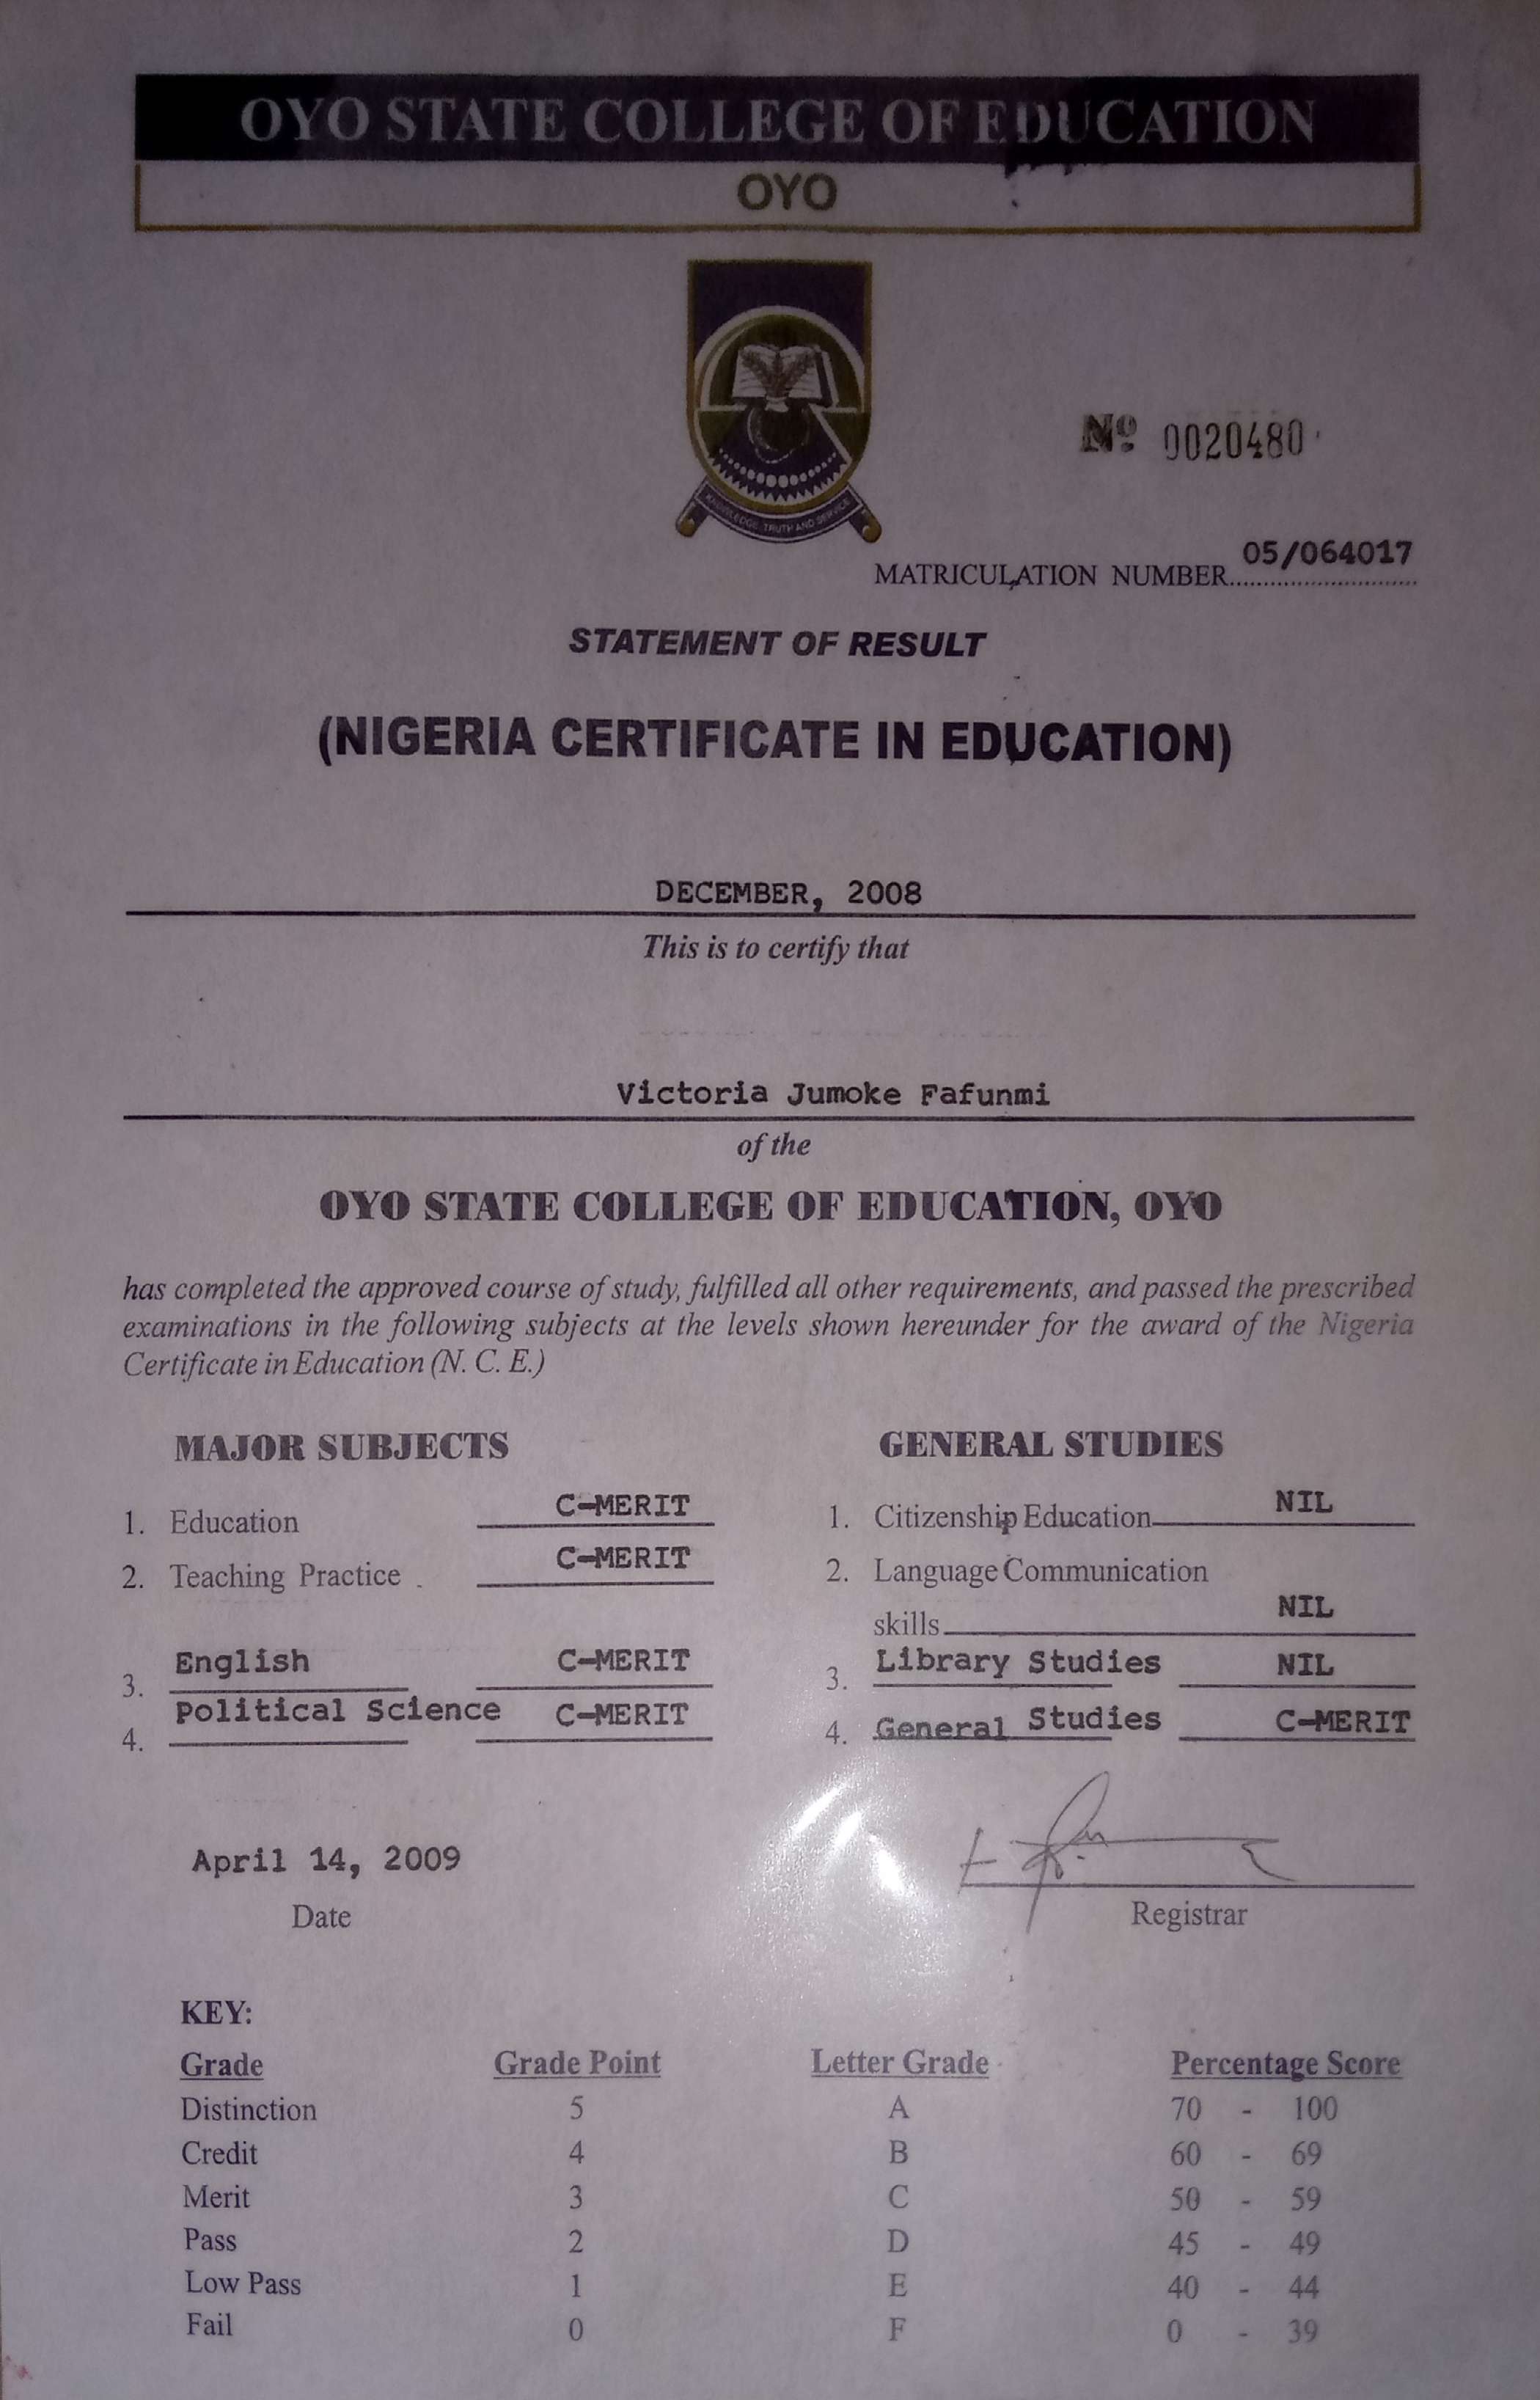 OYO STATE COLLEGE OF EDUCATION
OYO
KNOWLEDGE, TRUTH AND SERVICE
Nº 0020480
MATRICULATION NUMBER 05/064017
STATEMENT OF RESULT
(NIGERIA CERTIFICATE IN EDUCATION)
DECEMBER, 2008
This is to certify that
Victoria Jumoke Fafunmi
of the
OYO STATE COLLEGE OF EDUCATION, OYO
has completed the approved course of study, fulfilled all other requirements, and passed the prescribed
examinations in the following subjects at the levels shown hereunder for the award of the Nigeria
Certificate in Education (N. C. E.)
MAJOR SUBJECTS
1. Education C-MERIT
2. Teaching Practice C-MERIT
3. English C-MERIT
4. Political Science C-MERIT
GENERAL STUDIES
1. Citizenship Education NIL
2. Language Communication
skills NIL
3. Library Studies NIL
4. General Studies C-MERIT
April 14, 2009
Date
Registrar
KEY:
Grade Grade Point Letter Grade Percentage Score
Distinction 5 A 70 - 100
Credit 4 B 60 - 69
Merit 3 C 50 - 59
Pass 2 D 45 - 49
Low Pass 1 E 40 - 44
Fail 0 F 0 - 39